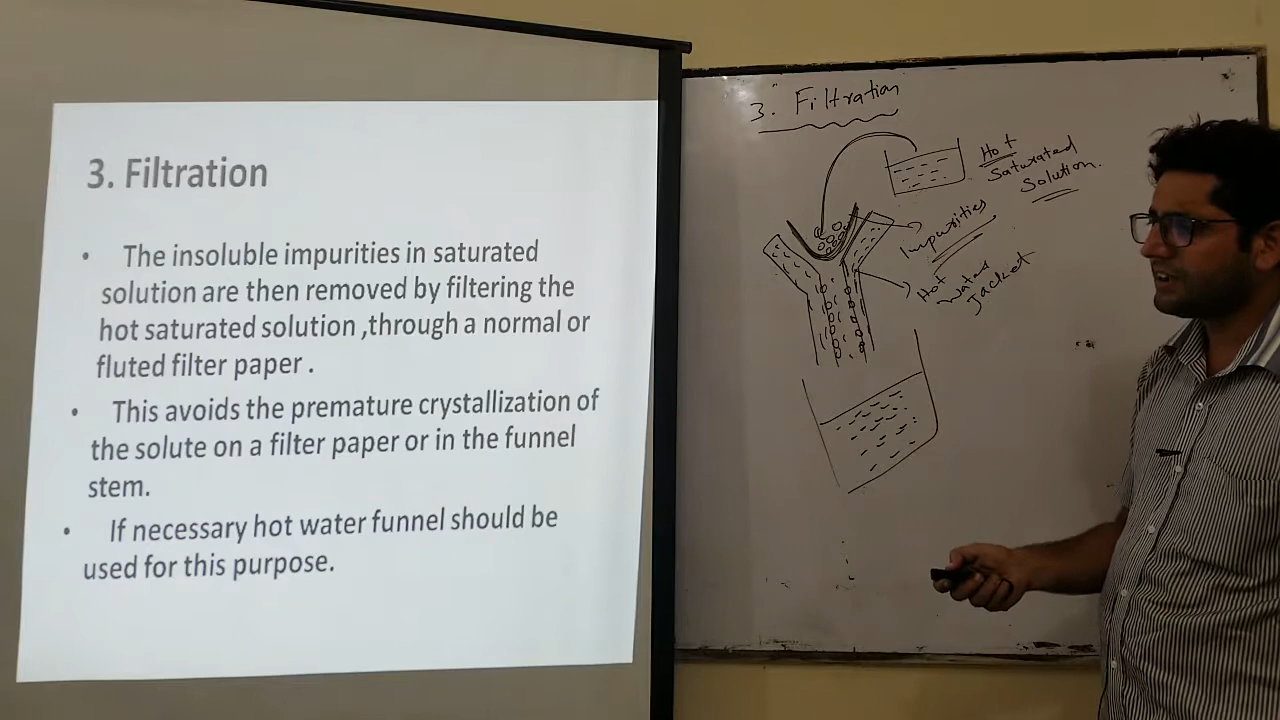 3. Filtration
• The insoluble impurities in saturated
solution are then removed by filtering the
hot saturated solution ,through a normal or
fluted filter paper .
• This avoids the premature crystallization of
the solute on a filter paper or in the funnel
stem.
• If necessary hot water funnel should be
used for this purpose.
3. Filtration
Hot
Saturated
Solution.
Impurities
Hot
Water
Jacket